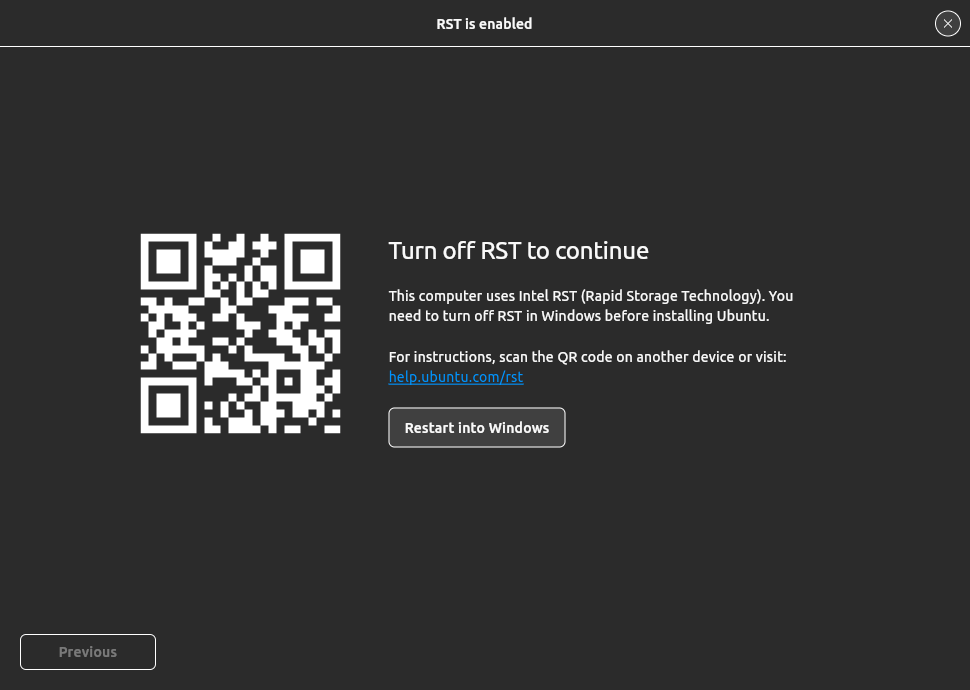 RST is enabled
Turn off RST to continue
This computer uses Intel RST (Rapid Storage Technology). You
need to turn off RST in Windows before installing Ubuntu.
For instructions, scan the QR code on another device or visit:
help.ubuntu.com/rst
Restart into Windows
Previous